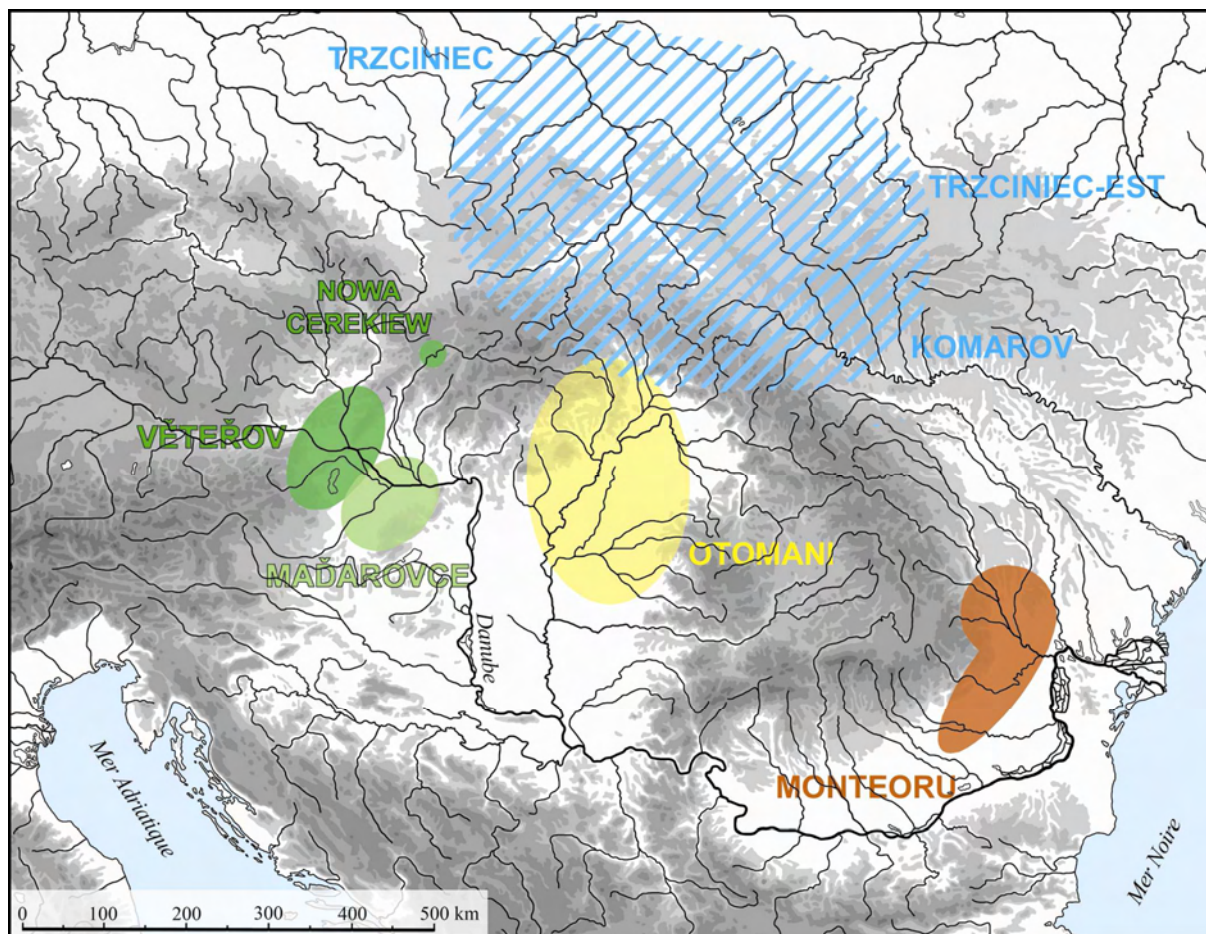 TRZCINIEC
TRZCINIEC-EST
NOWA
CEREKIEW
KOMAROV
VĚTEŘOV
OTOMANI
MAĎAROVCE
Danube
MONTEORU
Mer Adriatique
Mer Noire
0 100 200 300 400 500 km